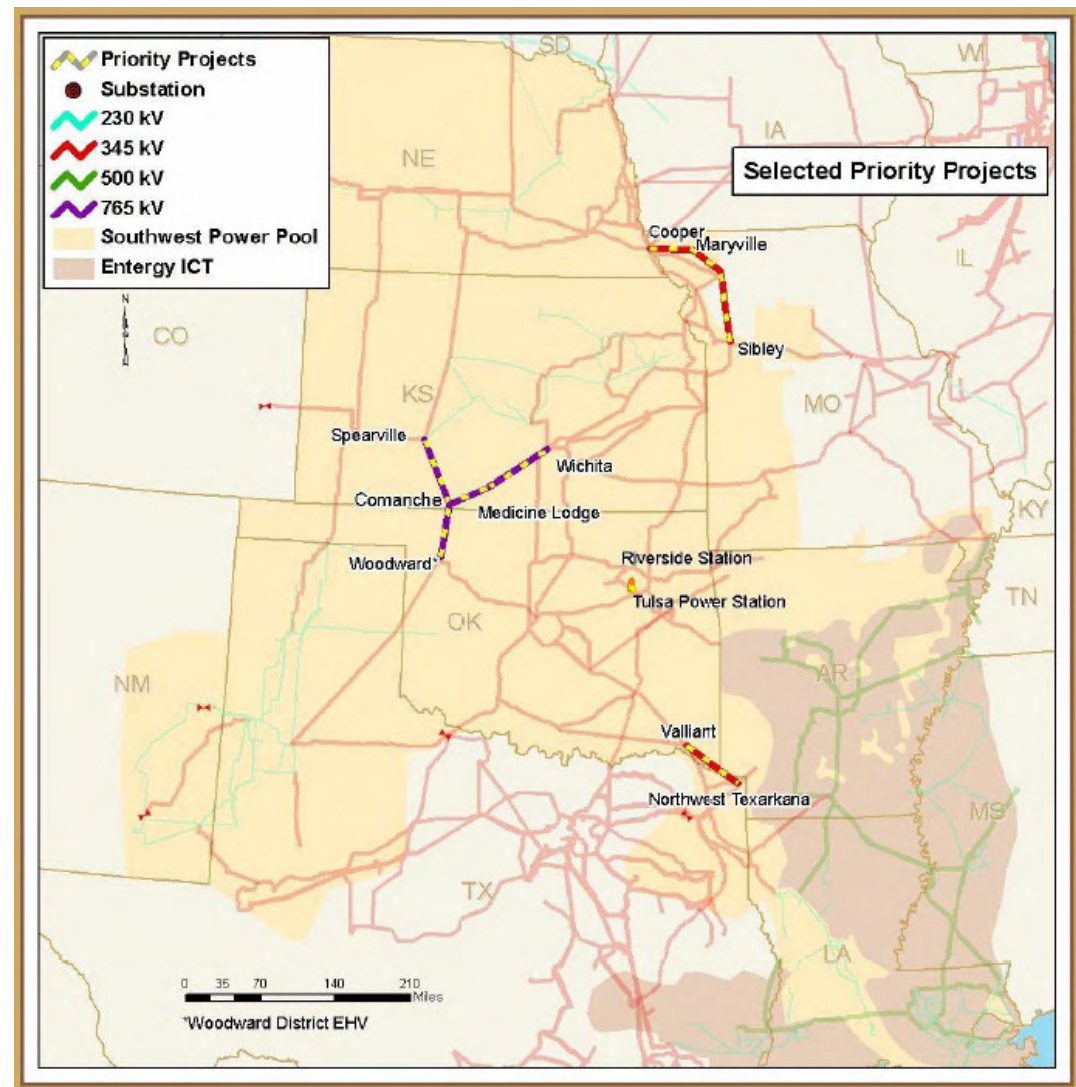 Priority Projects
Substation
230 kV
345 kV
500 kV
765 kV
Southwest Power Pool
Entergy ICT
SD
WI
NE
IA
Selected Priority Projects
Cooper
Maryville
IL
N
CO
Sibley
KS
MO
Spearville
Wichita
Comanche
Medicine Lodge
KY
Woodward*
Riverside Station
Tulsa Power Station
TN
OK
NM
AR
Valliant
Northwest Texarkana
MS
TX
LA
0 35 70 140 210
Miles
*Woodward District EHV